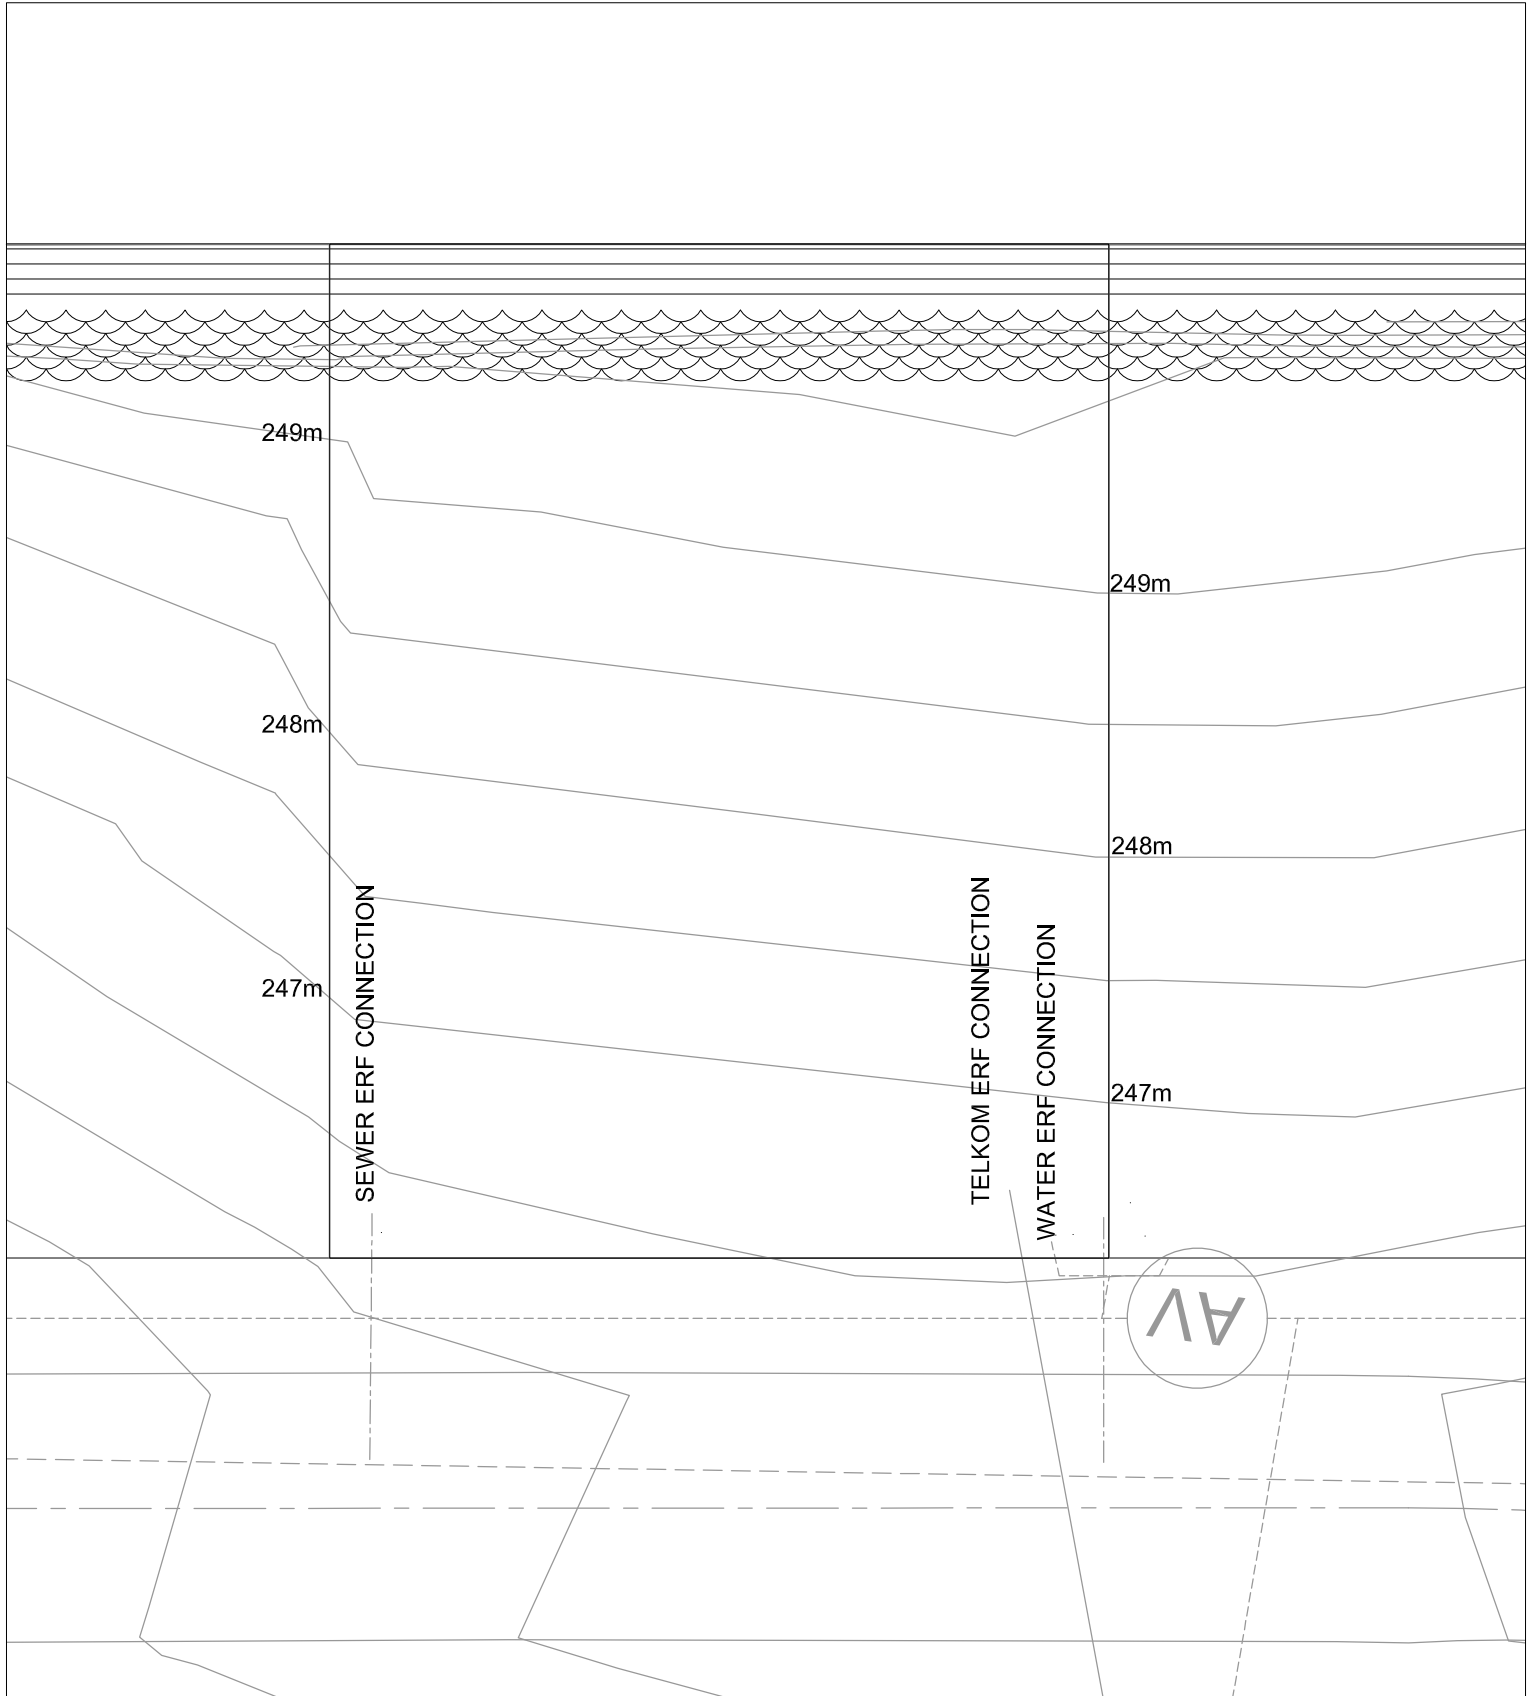 249m
249m
248m
248m
247m
247m
SEWER ERF CONNECTION
TELKOM ERF CONNECTION
WATER ERF CONNECTION
AV